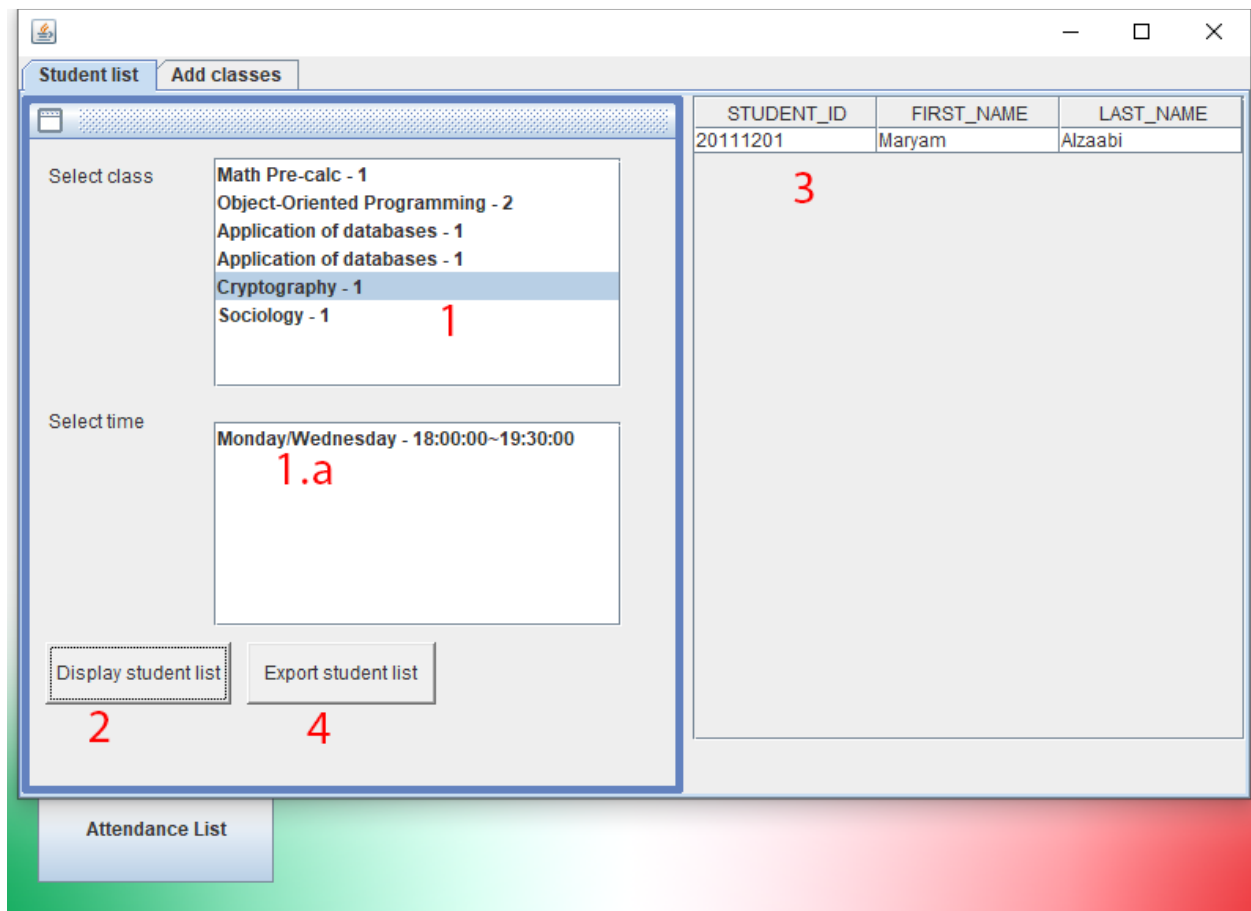 Student list Add classes
Select class
Math Pre-calc - 1
Object-Oriented Programming - 2
Application of databases - 1
Application of databases - 1
Cryptography - 1
Sociology - 1
1
Select time
Monday/Wednesday - 18:00:00~19:30:00
1.a
Display student list Export student list
2 4
STUDENT_ID FIRST_NAME LAST_NAME
20111201 Maryam Alzaabi
3
Attendance List